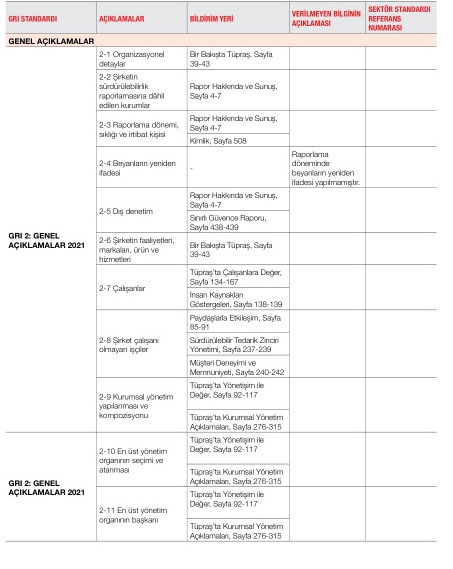 GRI STANDARDI
AÇIKLAMALAR
BİLDİRİM YERİ
VERİLMEYEN BİLGİNİN
AÇIKLAMASI
SEKTÖR STANDARDI
REFERANS
NUMARASI
GENEL AÇIKLAMALAR
GRI 2: GENEL
AÇIKLAMALAR 2021
2-1 Organizasyonel
detaylar
Bir Bakışta Tüpraş, Sayfa
39-43
2-2 Şirketin
sürdürülebilirlik
raporlamasına dâhil
edilen kurumlar
Rapor Hakkında ve Sunuş,
Sayfa 4-7
2-3 Raporlama dönemi,
sıklığı ve irtibat kişisi
Rapor Hakkında ve Sunuş,
Sayfa 4-7
Kimlik, Sayfa 508
2-4 Beyanların yeniden
ifadesi
-
Raporlama
döneminde
beyanların yeniden
ifadesi yapılmamıştır.
2-5 Dış denetim
Rapor Hakkında ve Sunuş,
Sayfa 4-7
Sınırlı Güvence Raporu,
Sayfa 438-439
2-6 Şirketin faaliyetleri,
markaları, ürün ve
hizmetleri
Bir Bakışta Tüpraş, Sayfa
39-43
2-7 Çalışanlar
Tüpraş'ta Çalışanlara Değer,
Sayfa 134-167
İnsan Kaynakları
Göstergeleri, Sayfa 138-139
2-8 Şirket çalışanı
olmayan işçiler
Paydaşlarla Etkileşim, Sayfa
85-91
Sürdürülebilir Tedarik Zinciri
Yönetimi, Sayfa 237-239
Müşteri Deneyimi ve
Memnuniyeti, Sayfa 240-242
2-9 Kurumsal yönetim
yapılanması ve
kompozisyonu
Tüpraş'ta Yönetişim ile
Değer, Sayfa 92-117
Tüpraş'ta Kurumsal Yönetim
Açıklamaları, Sayfa 276-315
GRI 2: GENEL
AÇIKLAMALAR 2021
2-10 En üst yönetim
organının seçimi ve
atanması
Tüpraş'ta Yönetişim ile
Değer, Sayfa 92-117
Tüpraş'ta Kurumsal Yönetim
Açıklamaları, Sayfa 276-315
2-11 En üst yönetim
organının başkanı
Tüpraş'ta Yönetişim ile
Değer, Sayfa 92-117
Tüpraş'ta Kurumsal Yönetim
Açıklamaları, Sayfa 276-315